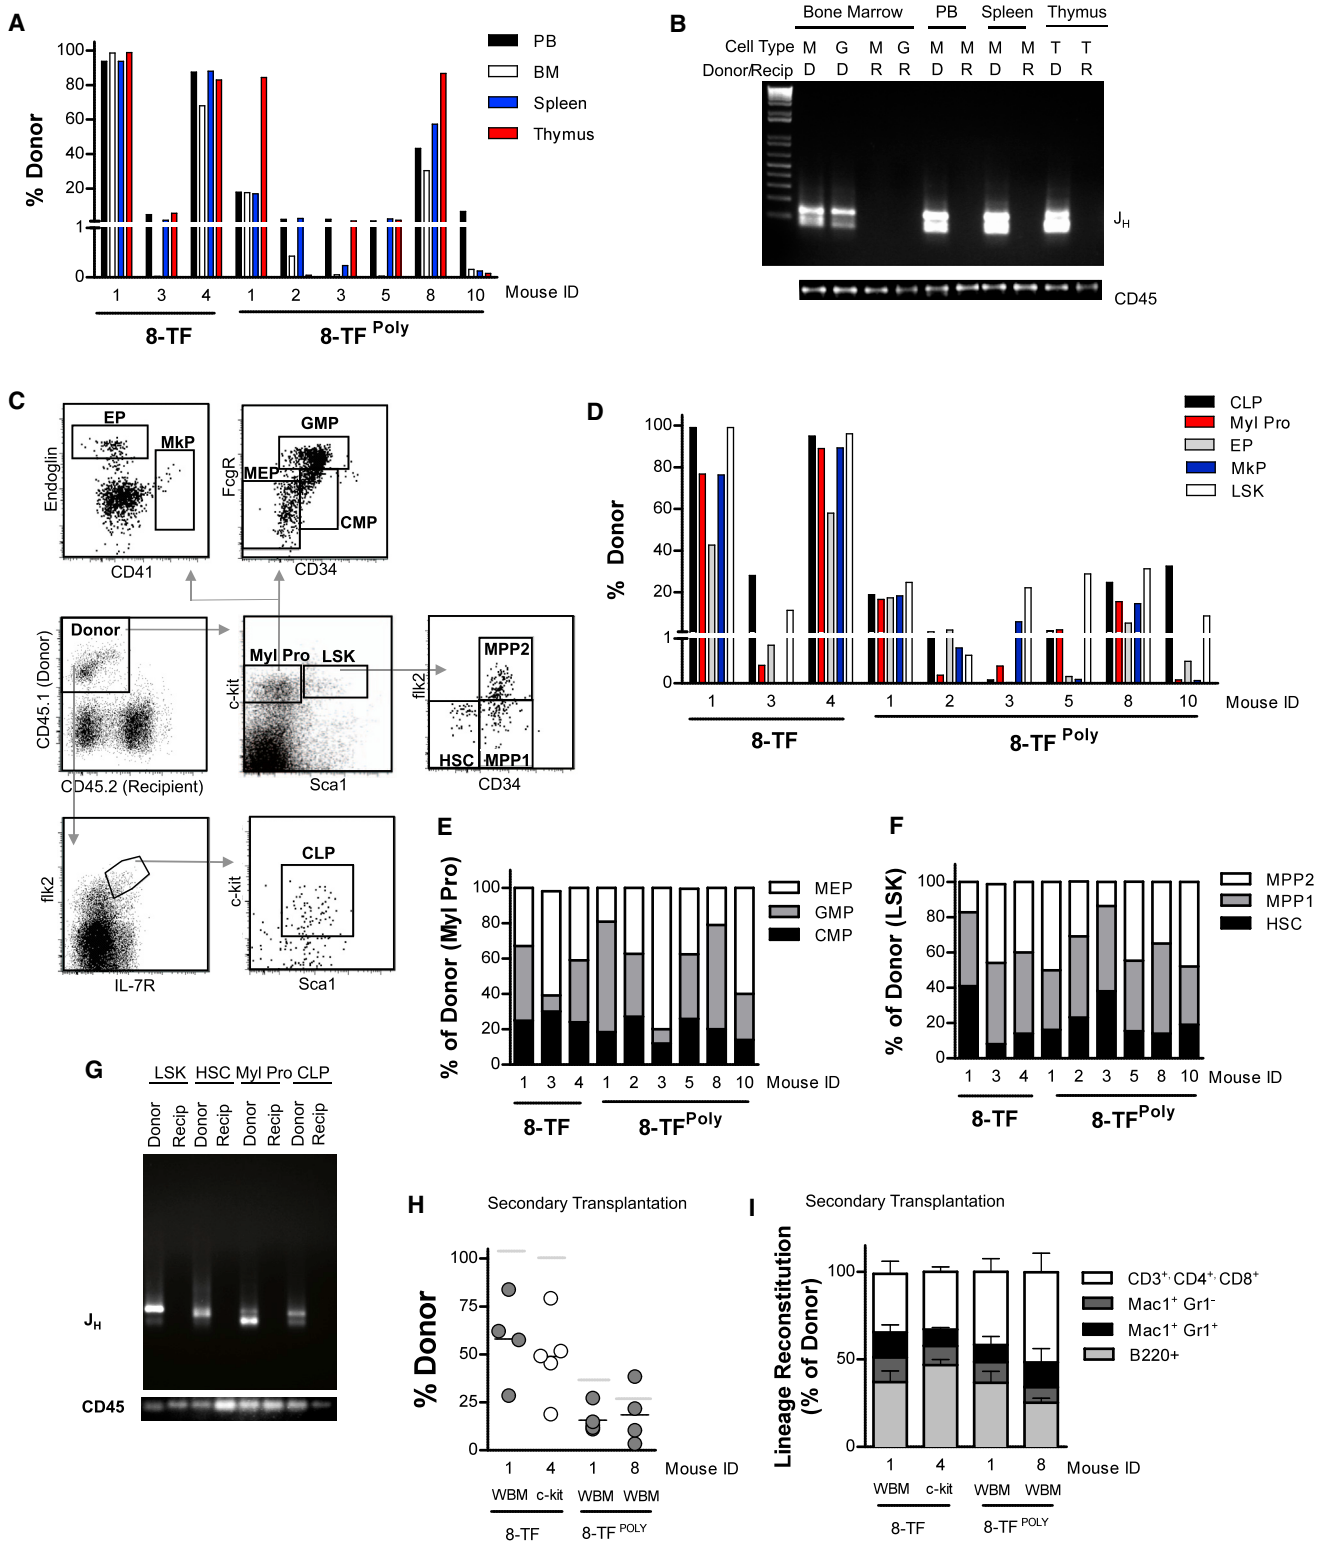 A
% Donor
100
80
60
40
20
1
0
PB
BM
Spleen
Thymus
1 3 4 1 2 3 5 8 10 Mouse ID
8-TF 8-TF Poly
B
Bone Marrow PB Spleen Thymus
Cell Type M G M G M M M M T T
Donor/Recip D D R R D R D R D R
JH
CD45
C
EP
MkP
Endoglin
CD41
GMP
MEP
CMP
FcgR
CD34
Donor
CD45.1 (Donor)
CD45.2 (Recipient)
Myl Pro LSK
c-kit
Sca1
MPP2
HSC MPP1
flk2
CD34
flk2
IL-7R
CLP
c-kit
Sca1
D
% Donor
100
80
60
40
20
1
0
CLP
Myl Pro
EP
MkP
LSK
1 3 4 1 2 3 5 8 10 Mouse ID
8-TF 8-TF Poly
E
% of Donor (Myl Pro)
100
80
60
40
20
0
MEP
GMP
CMP
1 3 4 1 2 3 5 8 10 Mouse ID
8-TF 8-TFPoly
F
% of Donor (LSK)
100
80
60
40
20
0
MPP2
MPP1
HSC
1 3 4 1 2 3 5 8 10 Mouse ID
8-TF 8-TFPoly
G
LSK HSC Myl Pro CLP
Donor Recip Donor Recip Donor Recip Donor Recip
JH
CD45
H
Secondary Transplantation
% Donor
100
75
50
25
0
1 4 1 8 Mouse ID
WBM c-kit WBM WBM
8-TF 8-TF POLY
I
Secondary Transplantation
Lineage Reconstitution
(% of Donor)
100
50
0
CD3+, CD4+, CD8+
Mac1+ Gr1-
Mac1+ Gr1+
B220+
1 4 1 8 Mouse ID
WBM c-kit WBM WBM
8-TF 8-TF POLY